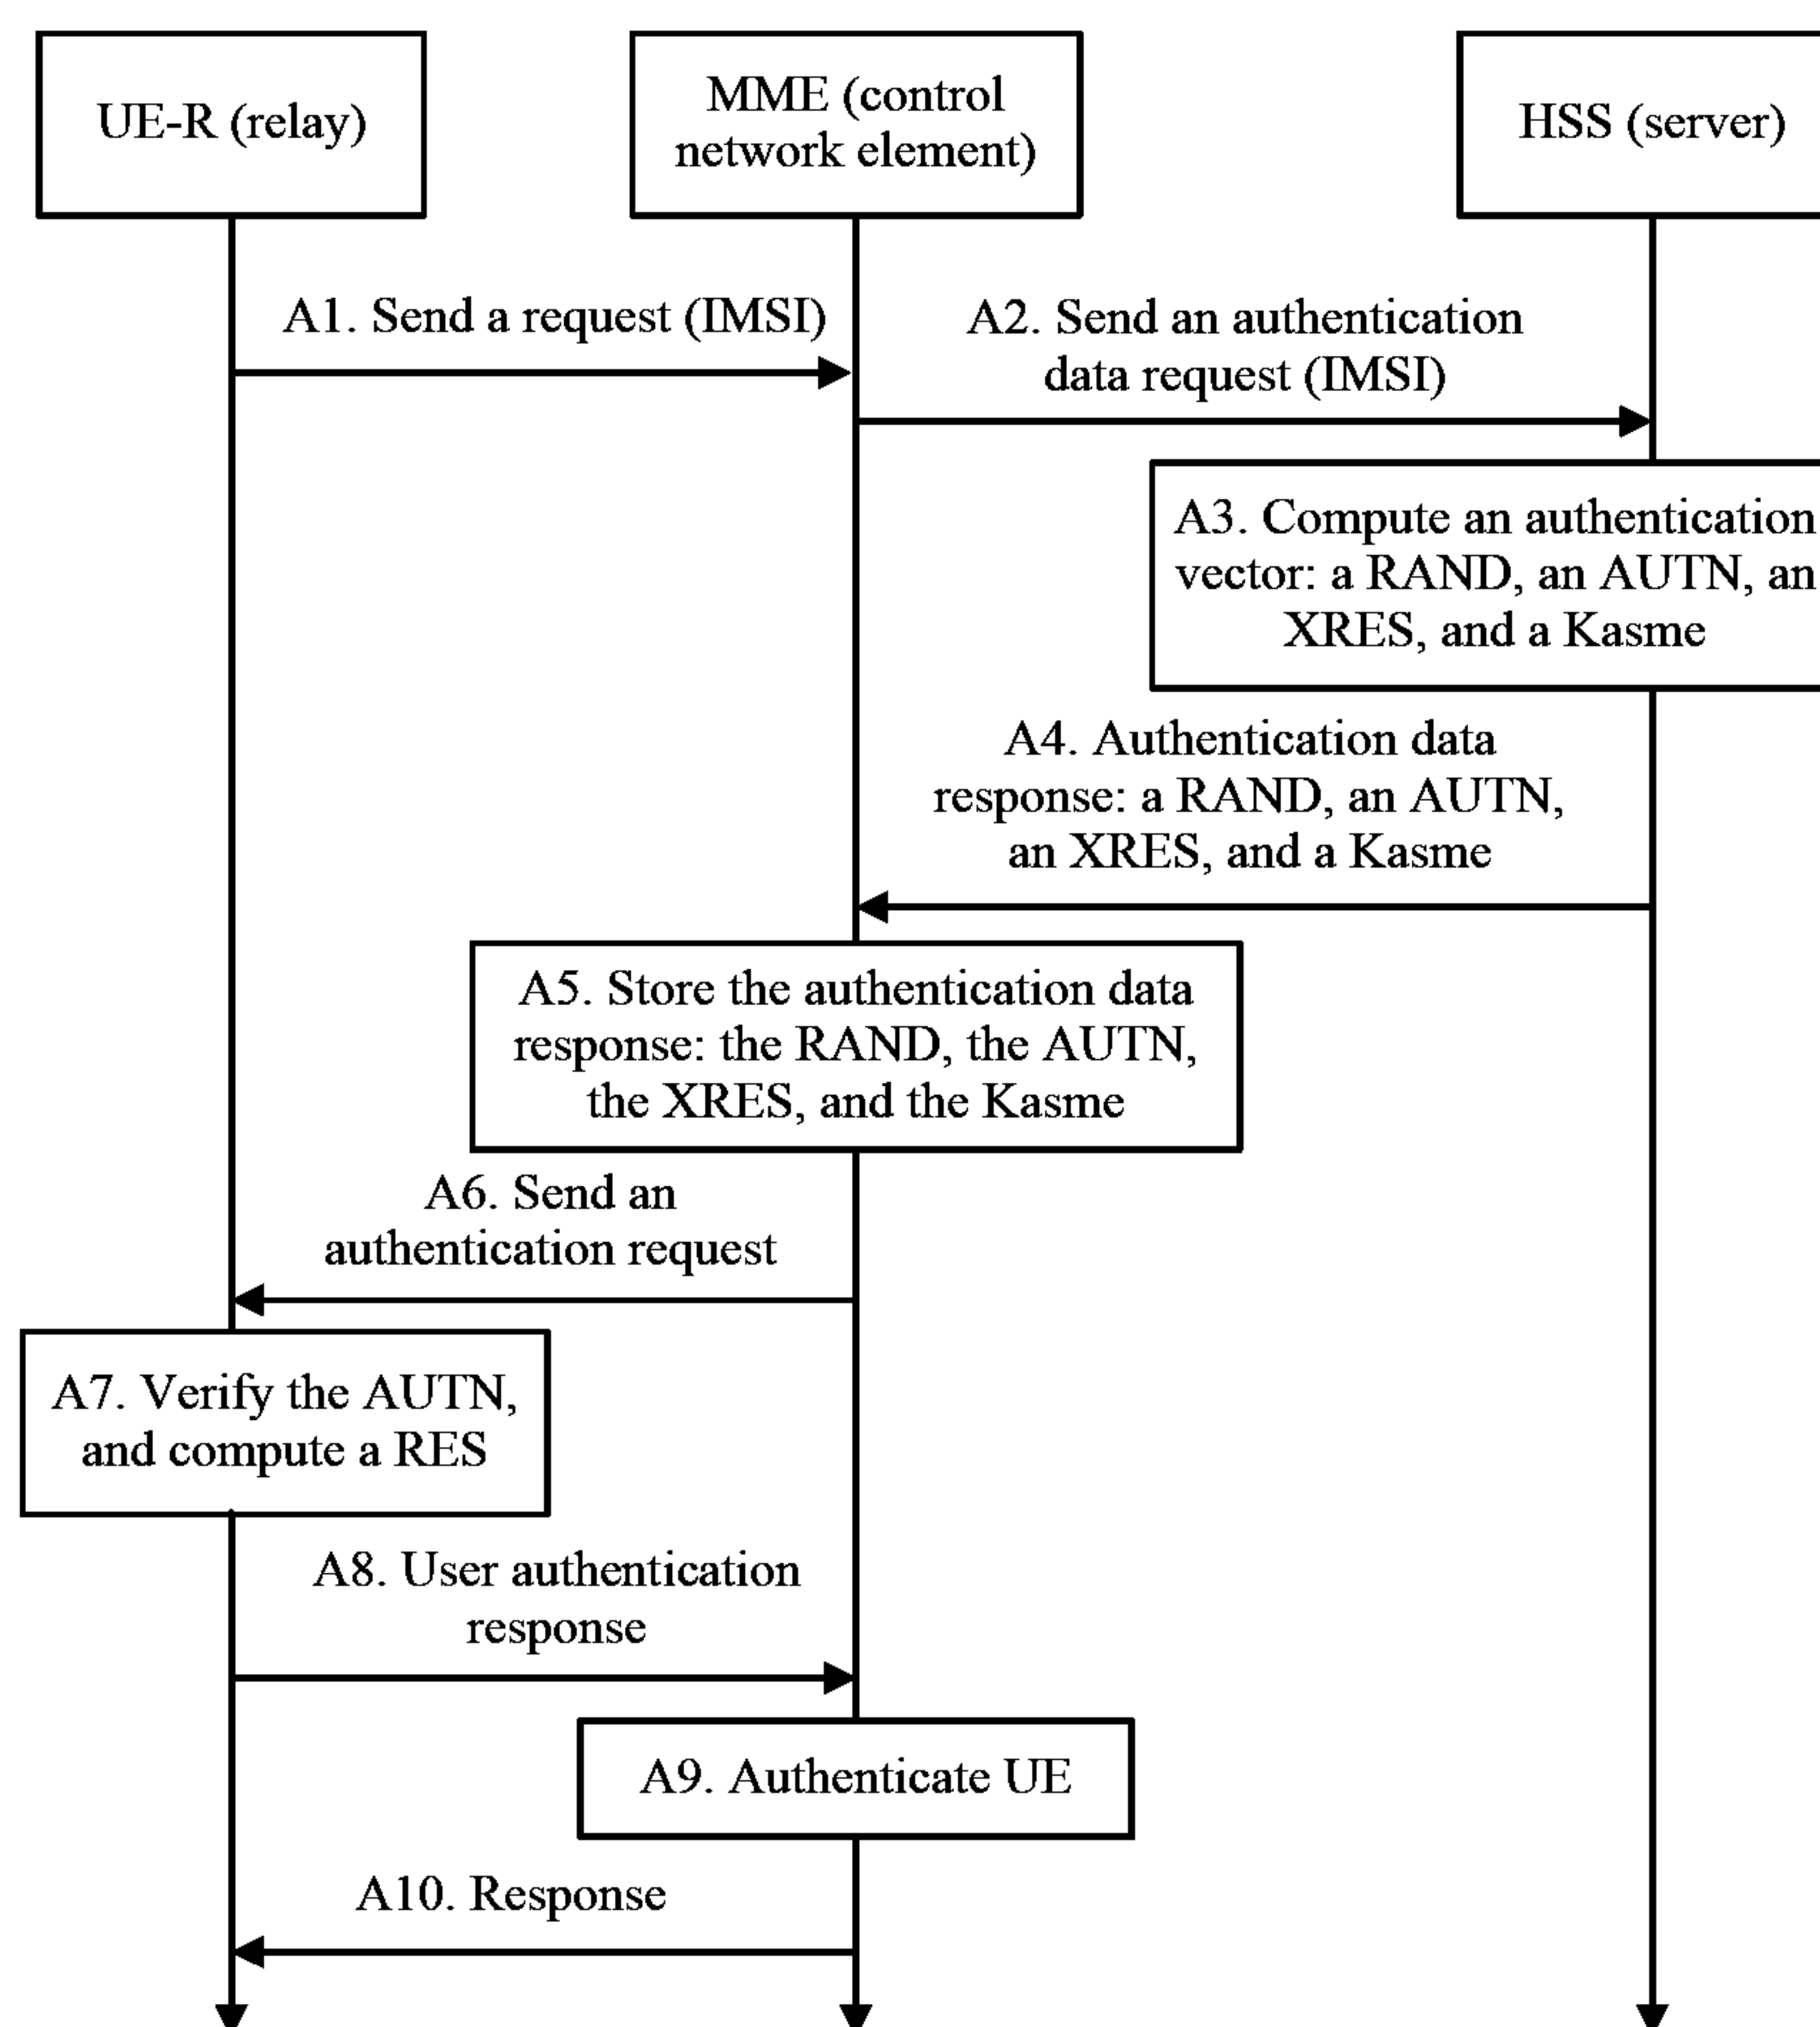 UE-R (relay)
MME (control
network element)
HSS (server)
A1. Send a request (IMSI)
A2. Send an authentication
data request (IMSI)
A3. Compute an authentication
vector: a RAND, an AUTN, an
XRES, and a Kasme
A4. Authentication data
response: a RAND, an AUTN,
an XRES, and a Kasme
A5. Store the authentication data
response: the RAND, the AUTN,
the XRES, and the Kasme
A6. Send an
authentication request
A7. Verify the AUTN,
and compute a RES
A8. User authentication
response
A9. Authenticate UE
A10. Response